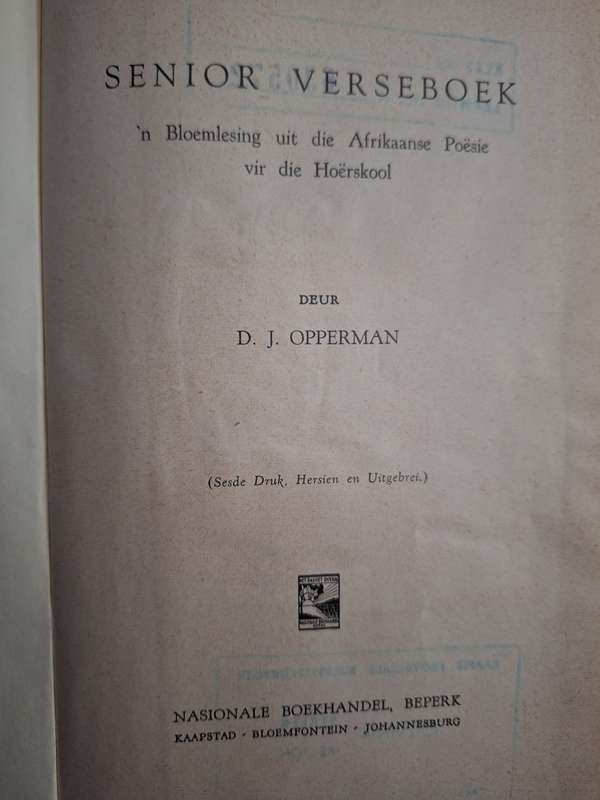 SENIOR VERSEBOEK
'n Bloemlesing uit die Afrikaanse Poësie
vir die Hoërskool
DEUR
D. J. OPPERMAN
(Sesde Druk, Hersien en Uitgebrei.)
NASIONALE BOEKHANDEL, BEPERK
KAAPSTAD · BLOEMFONTEIN · JOHANNESBURG